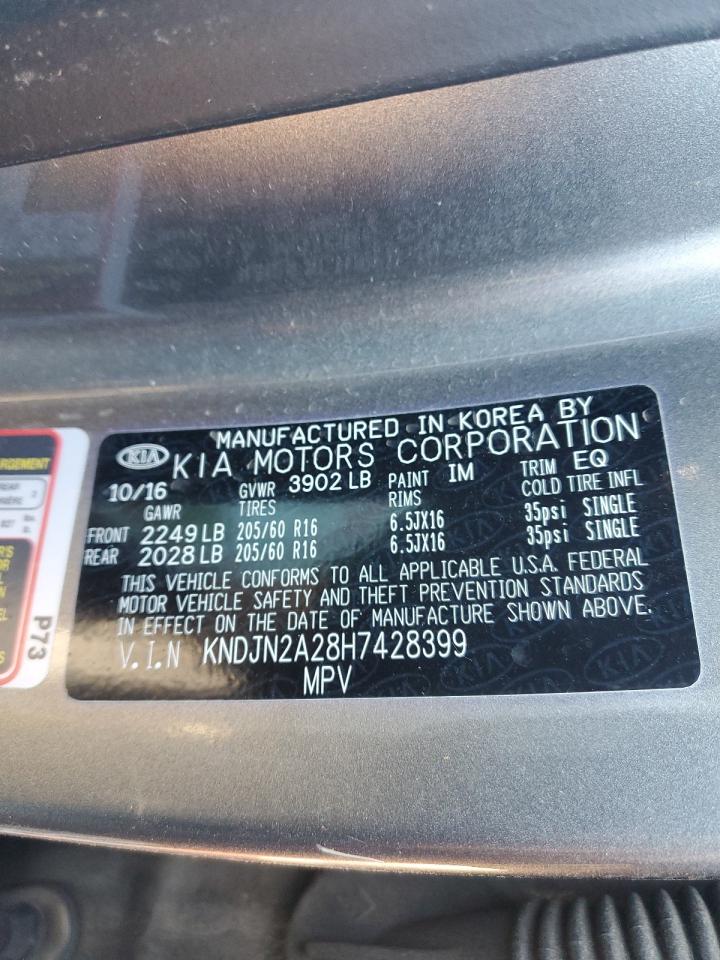 MANUFACTURED IN KOREA BY
KIA KIA MOTORS CORPORATION
10/16 GVWR 3902 LB PAINT IM TRIM EQ
GAWR TIRES RIMS COLD TIRE INFL
FRONT 2249 LB 205/60 R16 6.5JX16 35psi SINGLE
REAR 2028 LB 205/60 R16 6.5JX16 35psi SINGLE
THIS VEHICLE CONFORMS TO ALL APPLICABLE U.S.A. FEDERAL
MOTOR VEHICLE SAFETY AND THEFT PREVENTION STANDARDS
IN EFFECT ON THE DATE OF MANUFACTURE SHOWN ABOVE.
V.I.N KNDJN2A28H7428399
MPV
P73